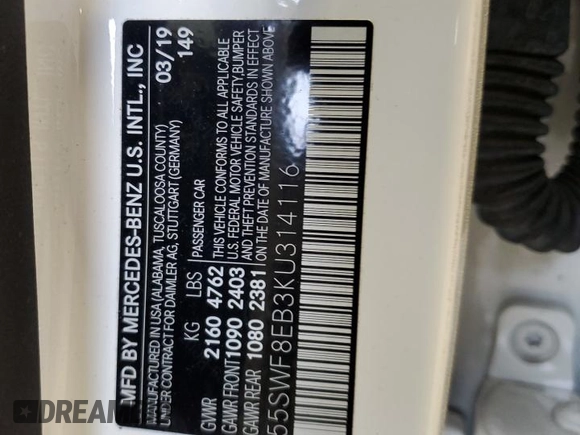 MFD BY MERCEDES-BENZ U.S. INTL., INC
MANUFACTURED IN USA (ALABAMA, TUSCALOOSA COUNTY) 03/19
UNDER CONTRACT FOR DAIMLER AG, STUTTGART (GERMANY) 149
KG LBS PASSENGER CAR
GVWR 2160 4762 THIS VEHICLE CONFORMS TO ALL APPLICABLE
GAWR FRONT 1090 2403 U.S. FEDERAL MOTOR VEHICLE SAFETY, BUMPER
GAWR REAR 1080 2381 AND THEFT PREVENTION STANDARDS IN EFFECT
ON DATE OF MANUFACTURE SHOWN ABOVE
55SWF8EB3KU314116
DREAM